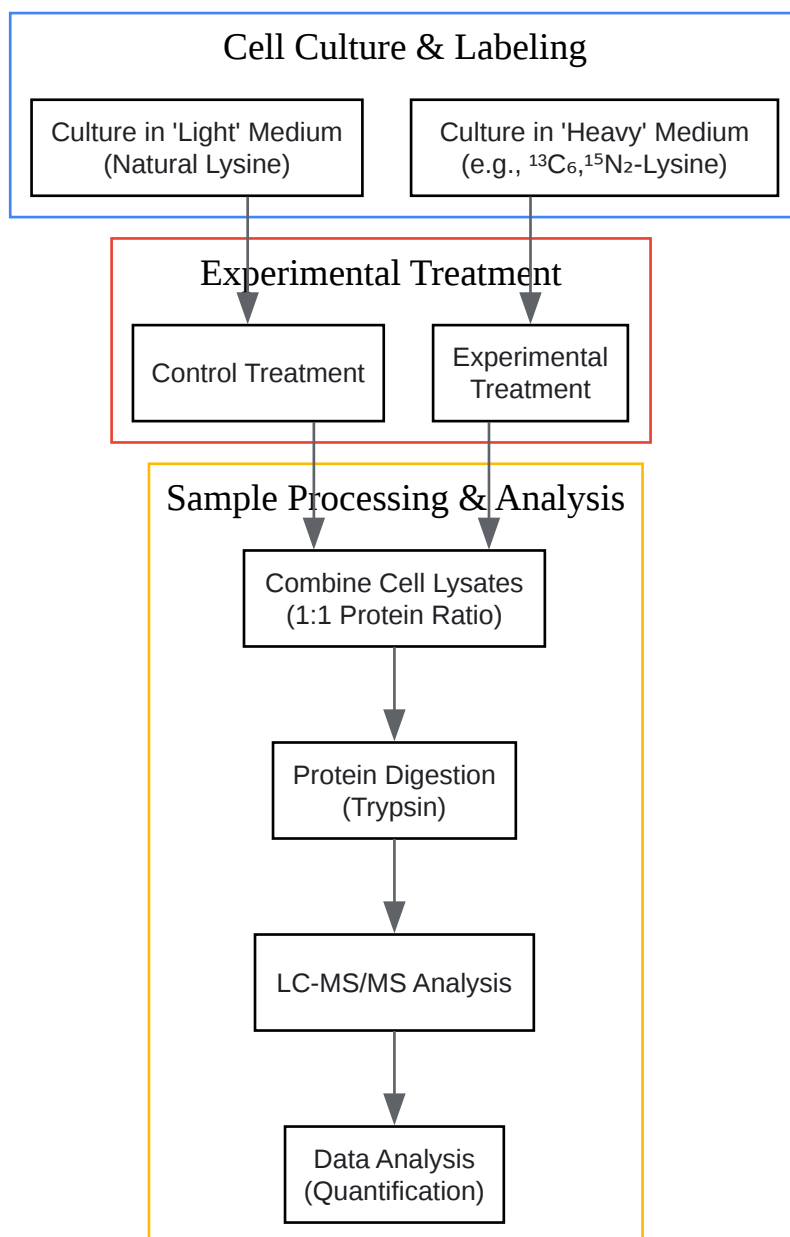 Cell Culture & Labeling
Culture in 'Light' Medium
(Natural Lysine)
Culture in 'Heavy' Medium
(e.g., ¹³C₆,¹⁵N₂-Lysine)
Experimental Treatment
Control Treatment
Experimental
Treatment
Sample Processing & Analysis
Combine Cell Lysates
(1:1 Protein Ratio)
Protein Digestion
(Trypsin)
LC-MS/MS Analysis
Data Analysis
(Quantification)